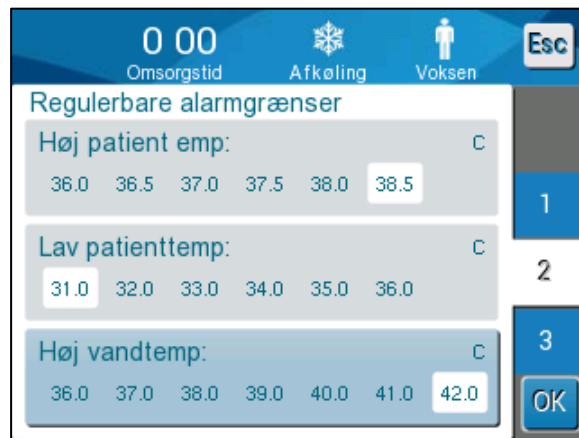 0 00
Omsorgstid
Afkøling
Voksen
Esc
Regulerbare alarmgrænser
Høj patient emp: C
36.0 36.5 37.0 37.5 38.0 38.5
1
Lav patienttemp: C
31.0 32.0 33.0 34.0 35.0 36.0
2
Høj vandtemp: C
36.0 37.0 38.0 39.0 40.0 41.0 42.0
3
OK